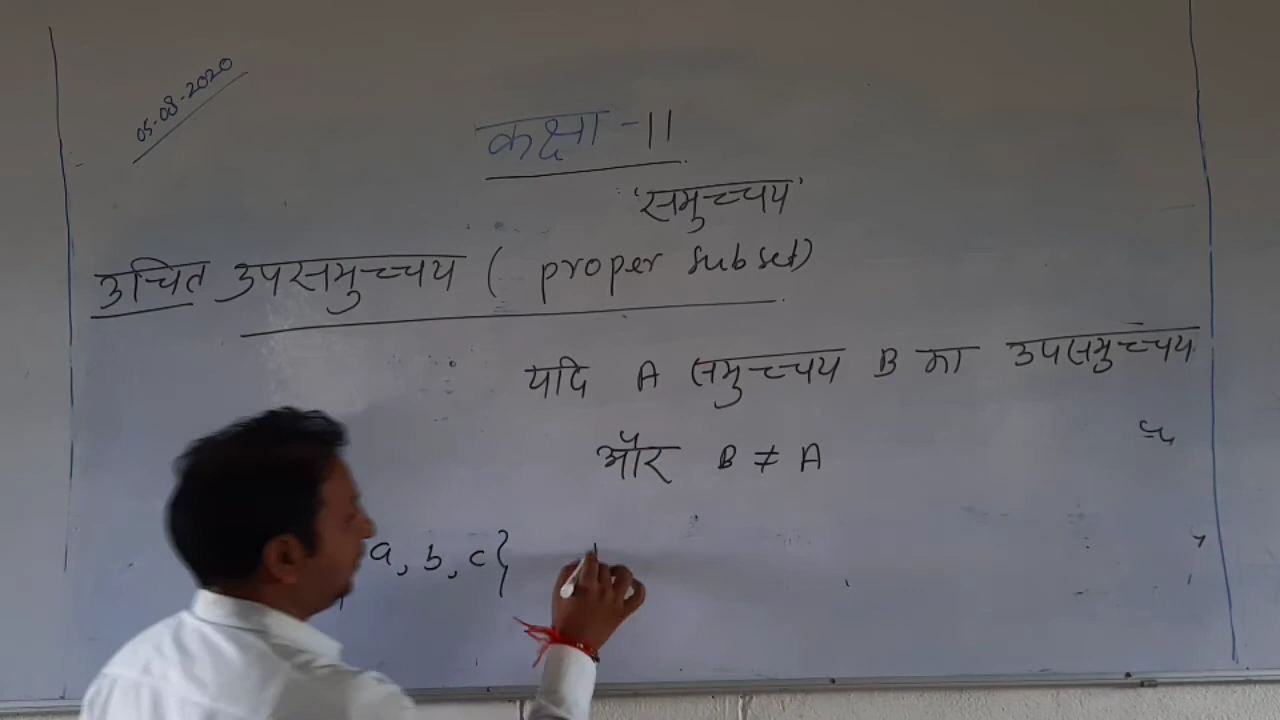 05-08-2020
कक्षा - 11
'समुच्चय'
उचित उपसमुच्चय ( proper subset)
यदि A समुच्चय B का उपसमुच्चय
है
और B ≠ A
a, b, c}